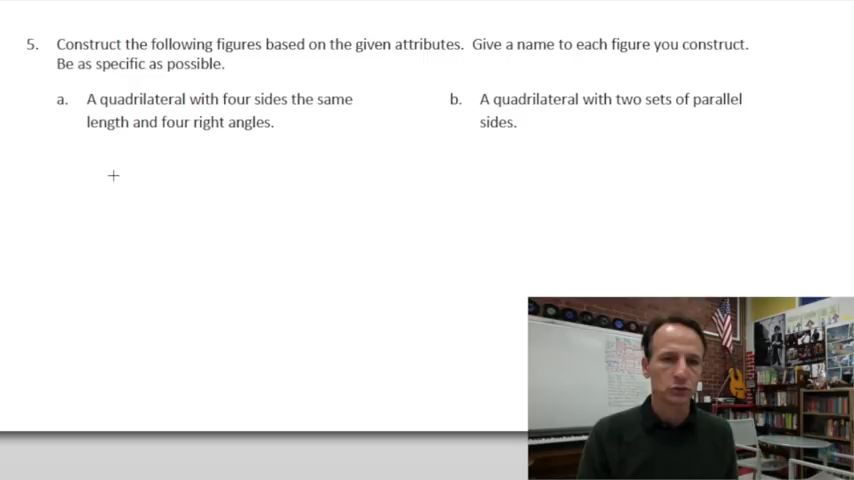 5. Construct the following figures based on the given attributes. Give a name to each figure you construct.
Be as specific as possible.
a. A quadrilateral with four sides the same
length and four right angles.
b. A quadrilateral with two sets of parallel
sides.